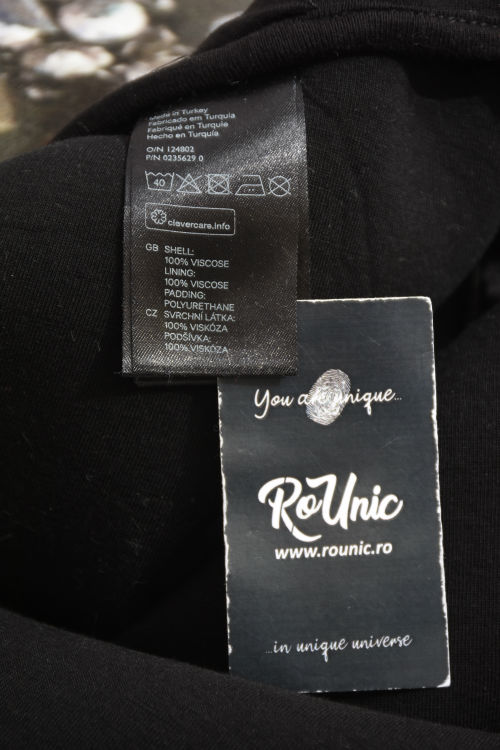 Made in Turkey
Fabricado em Turquia
Fabriqué en Turquie
Hecho en Turquía
O/N 124802
P/N 0235629 0
40
clevercare.info
GB SHELL:
100% VISCOSE
LINING:
100% VISCOSE
PADDING:
POLYURETHANE
CZ SVRCHNÍ LÁTKA:
100% VISKÓZA
PODŠÍVKA:
100% VISKÓZA
You are unique...
RoUnic
www.rounic.ro
...in unique universe